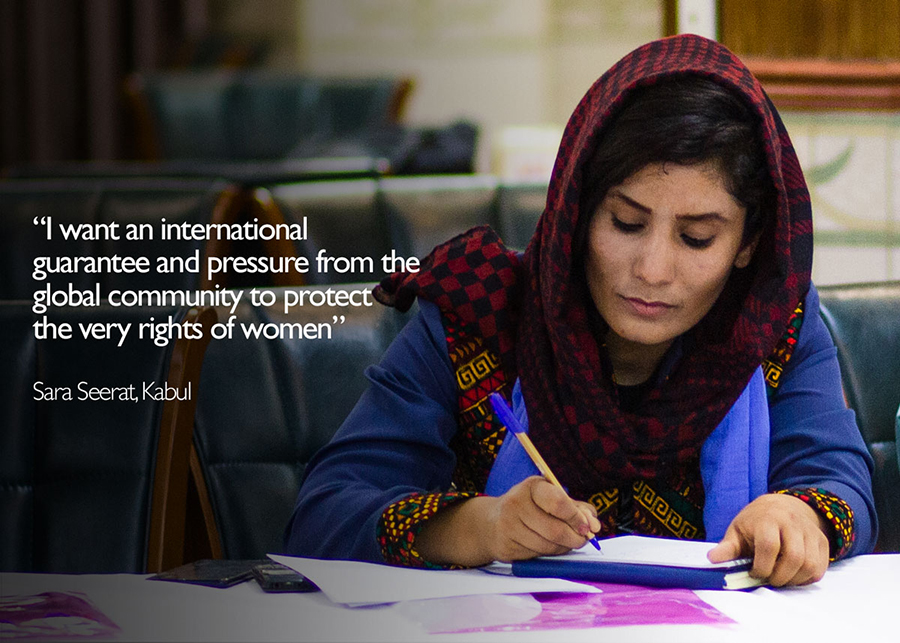 “I want an international
guarantee and pressure from the
global community to protect
the very rights of women”
Sara Seerat, Kabul